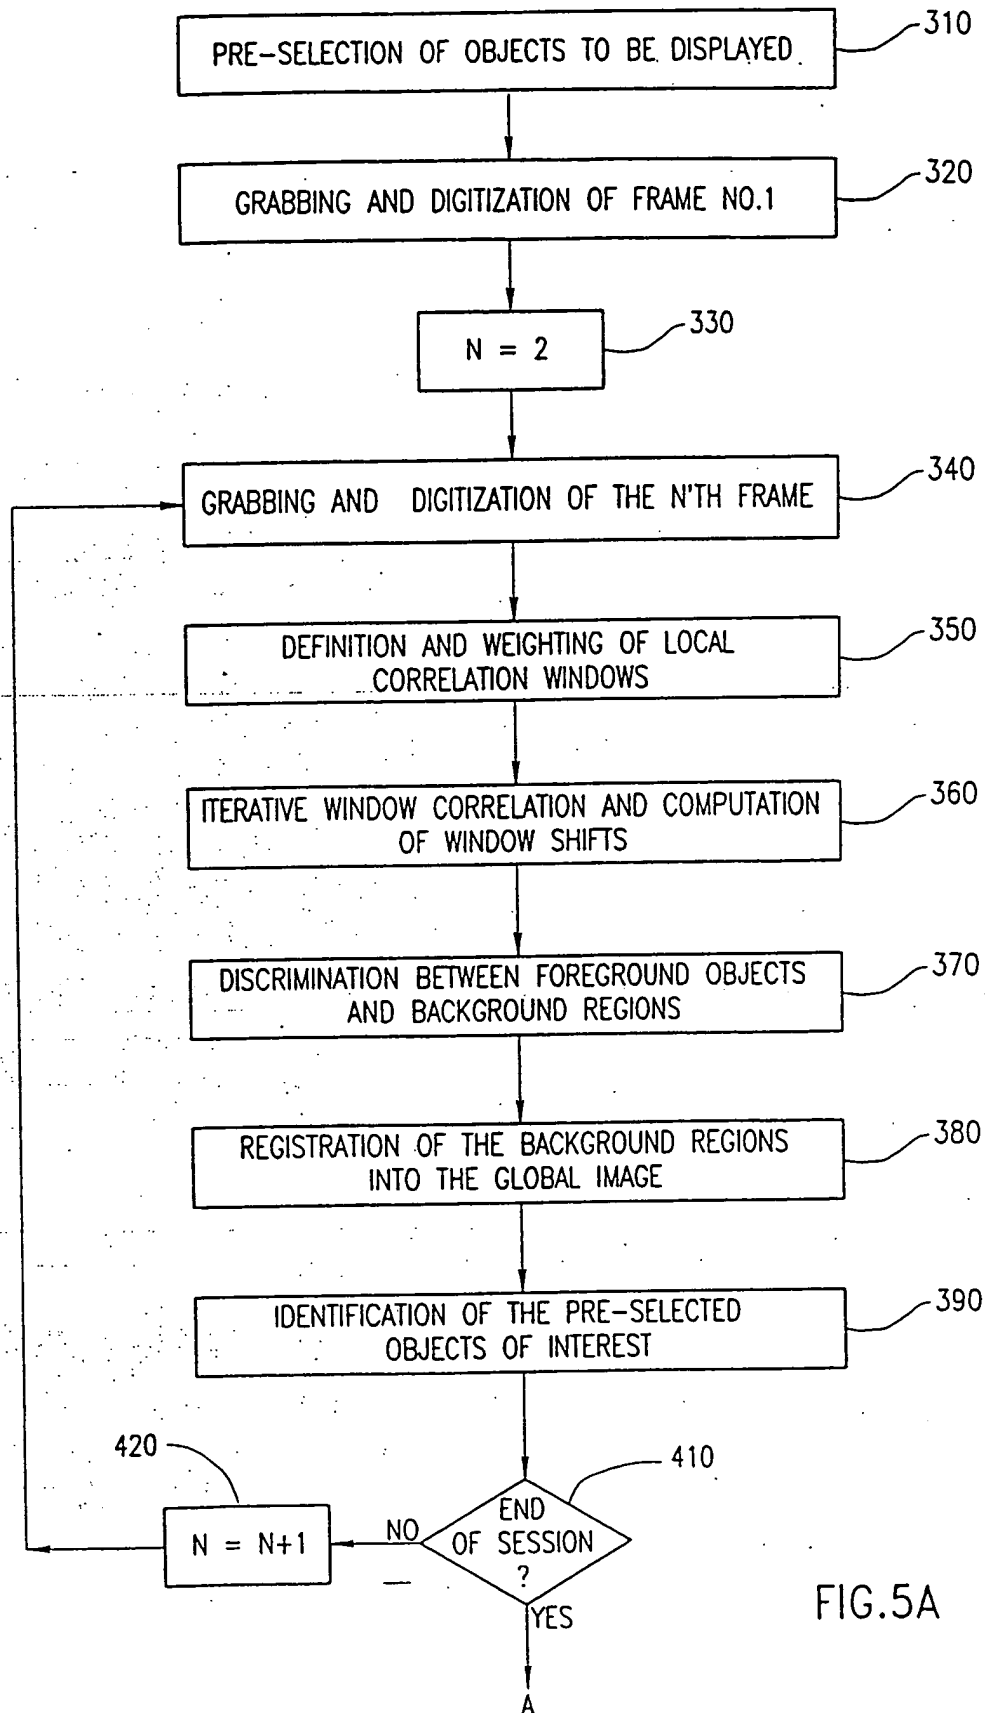 PRE-SELECTION OF OBJECTS TO BE DISPLAYED
310
GRABBING AND DIGITIZATION OF FRAME NO.1
320
N = 2
330
GRABBING AND DIGITIZATION OF THE N'TH FRAME
340
DEFINITION AND WEIGHTING OF LOCAL
CORRELATION WINDOWS
350
ITERATIVE WINDOW CORRELATION AND COMPUTATION
OF WINDOW SHIFTS
360
DISCRIMINATION BETWEEN FOREGROUND OBJECTS
AND BACKGROUND REGIONS
370
REGISTRATION OF THE BACKGROUND REGIONS
INTO THE GLOBAL IMAGE
380
IDENTIFICATION OF THE PRE-SELECTED
OBJECTS OF INTEREST
390
420
N = N+1
NO
END
OF SESSION
?
410
YES
A
FIG.5A